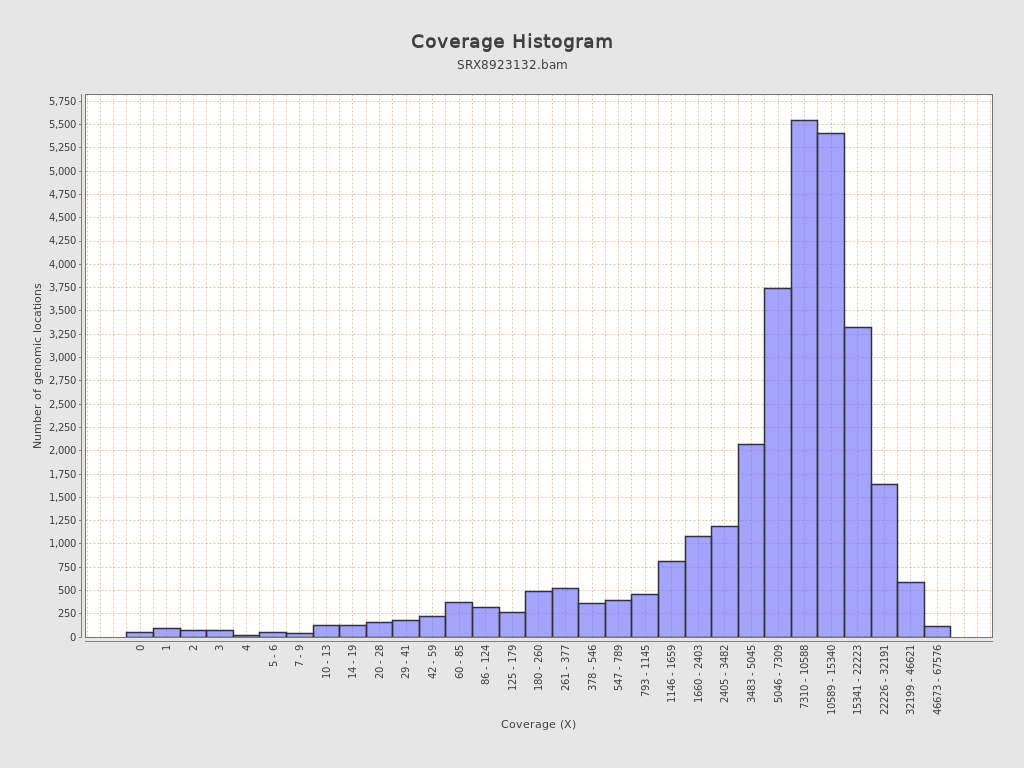 Coverage Histogram
SRX8923132.bam
5,750
5,500
5,250
5,000
4,750
4,500
4,250
4,000
3,750
3,500
3,250
3,000
2,750
2,500
2,250
2,000
1,750
1,500
1,250
1,000
750
500
250
0
Number of genomic locations
0
1
2
3
4
5 - 6
7 - 9
10 - 13
14 - 19
20 - 28
29 - 41
42 - 59
60 - 85
86 - 124
125 - 179
180 - 260
261 - 377
378 - 546
547 - 789
793 - 1145
1146 - 1659
1660 - 2403
2405 - 3482
3483 - 5045
5046 - 7309
7310 - 10588
10589 - 15340
15341 - 22223
22226 - 32191
32199 - 46621
46673 - 67576
Coverage (X)